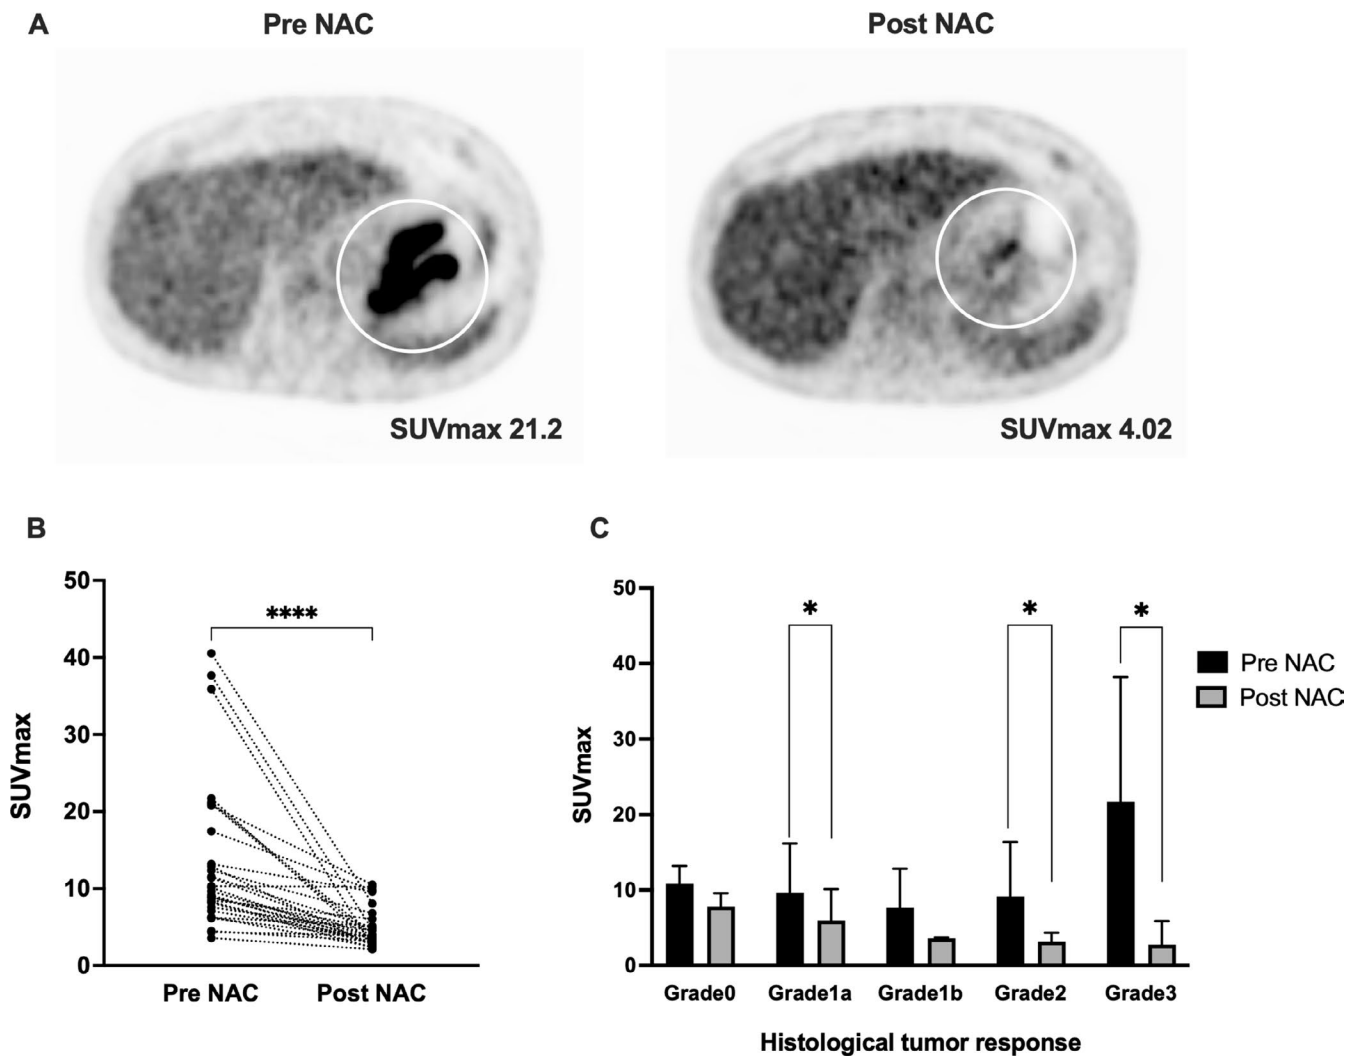 A
Pre NAC
Post NAC
SUVmax 21.2
SUVmax 4.02
B
C
50
40
30
20
10
0
SUVmax
****
Pre NAC
Post NAC
50
40
30
20
10
0
SUVmax
*
*
*
Pre NAC
Post NAC
Grade0
Grade1a
Grade1b
Grade2
Grade3
Histological tumor response